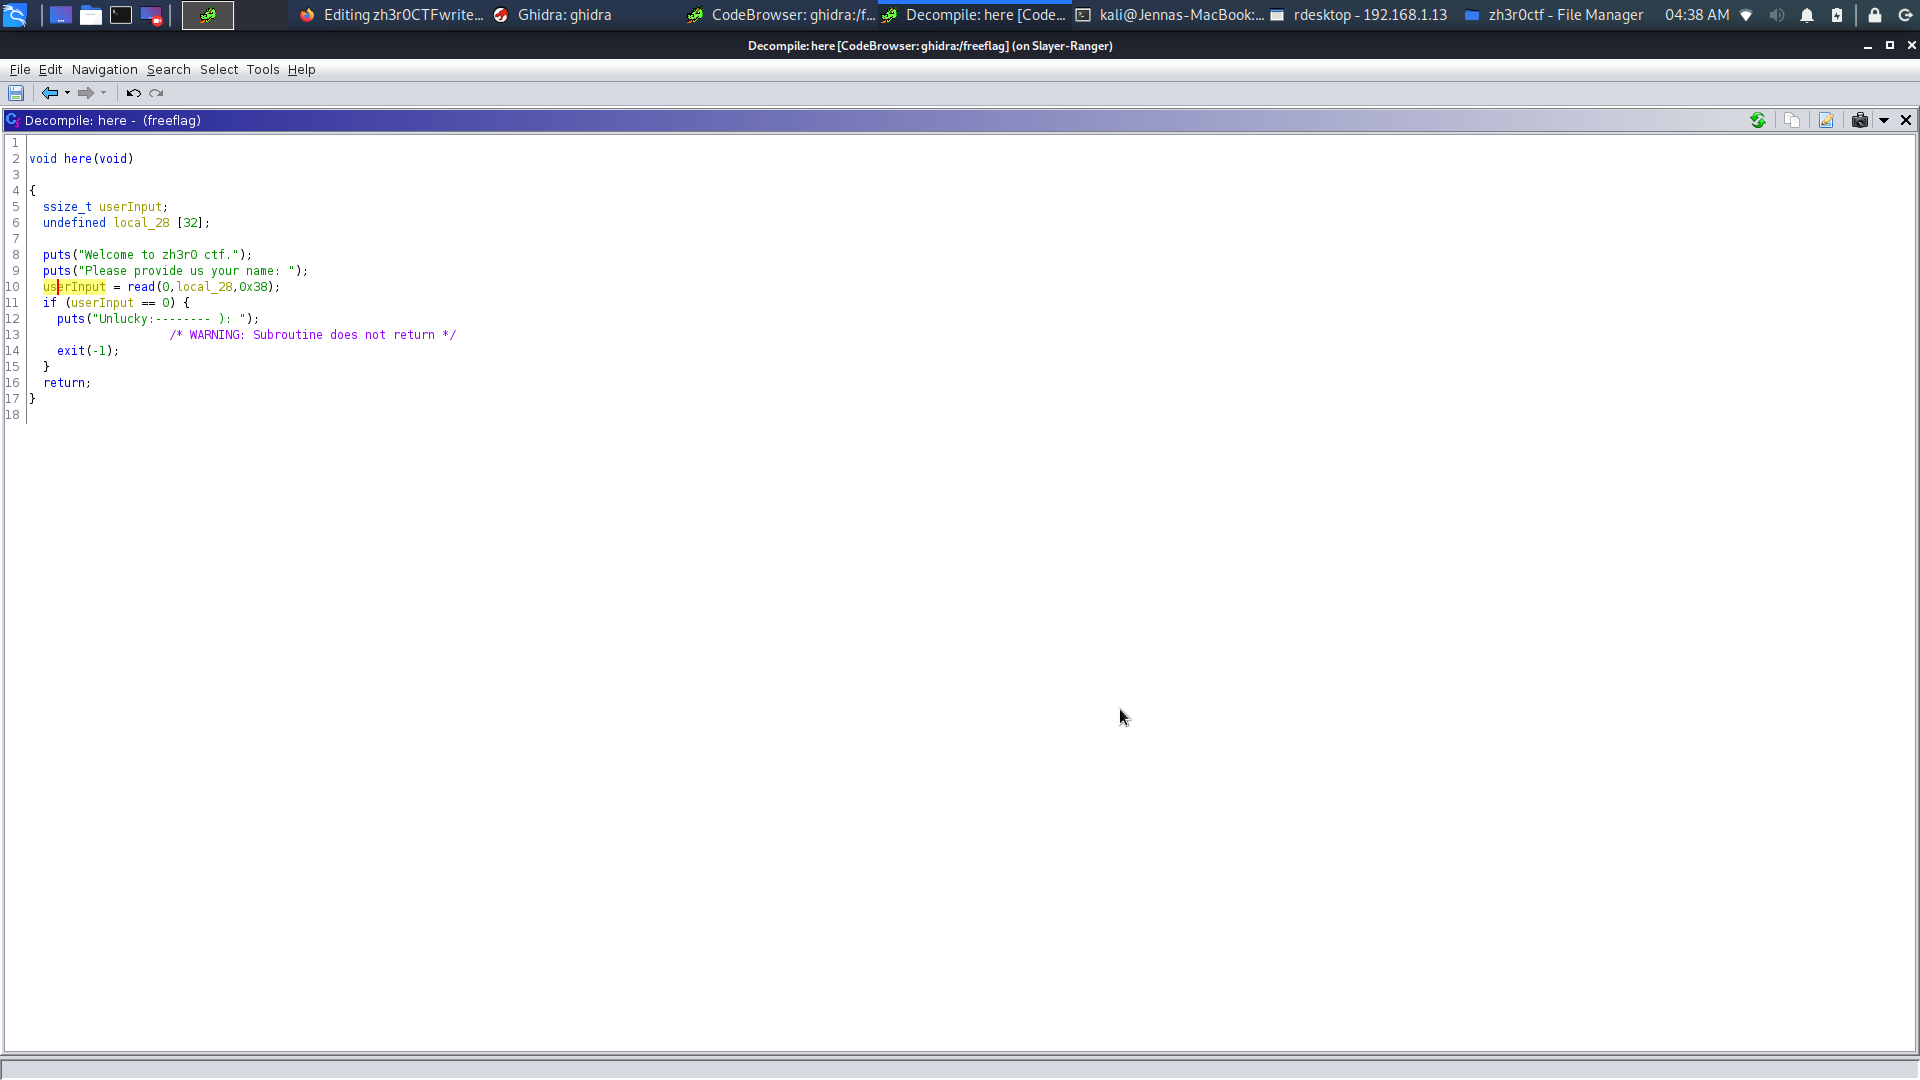 Editing zh3r0CTFwrite... Ghidra: ghidra CodeBrowser: ghidra:/f... Decompile: here [Code... kali@Jennas-MacBook:... rdesktop - 192.168.1.13 zh3r0ctf - File Manager 04:38 AM
Decompile: here [CodeBrowser: ghidra:/freeflag] (on Slayer-Ranger)
File Edit Navigation Search Select Tools Help
Decompile: here - (freeflag)
1
2 void here(void)
3
4 {
5 ssize_t userInput;
6 undefined local_28 [32];
7
8 puts("Welcome to zh3r0 ctf.");
9 puts("Please provide us your name: ");
10 userInput = read(0,local_28,0x38);
11 if (userInput == 0) {
12 puts("Unlucky:-------- ): ");
13 /* WARNING: Subroutine does not return */
14 exit(-1);
15 }
16 return;
17 }
18